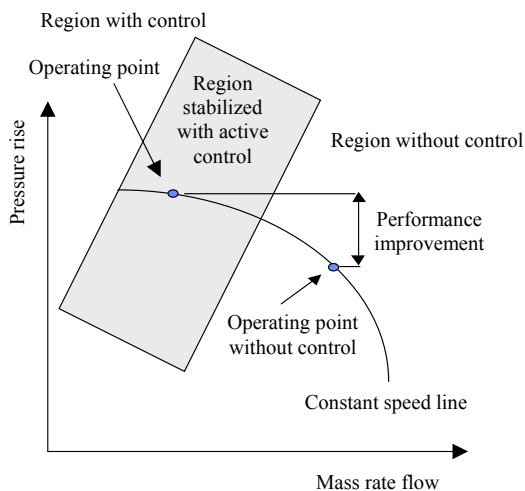 Region with control
Operating point
Region
stabilized
with active
control
Region without control
Pressure rise
Performance
improvement
Operating point
without control
Constant speed line
Mass rate flow